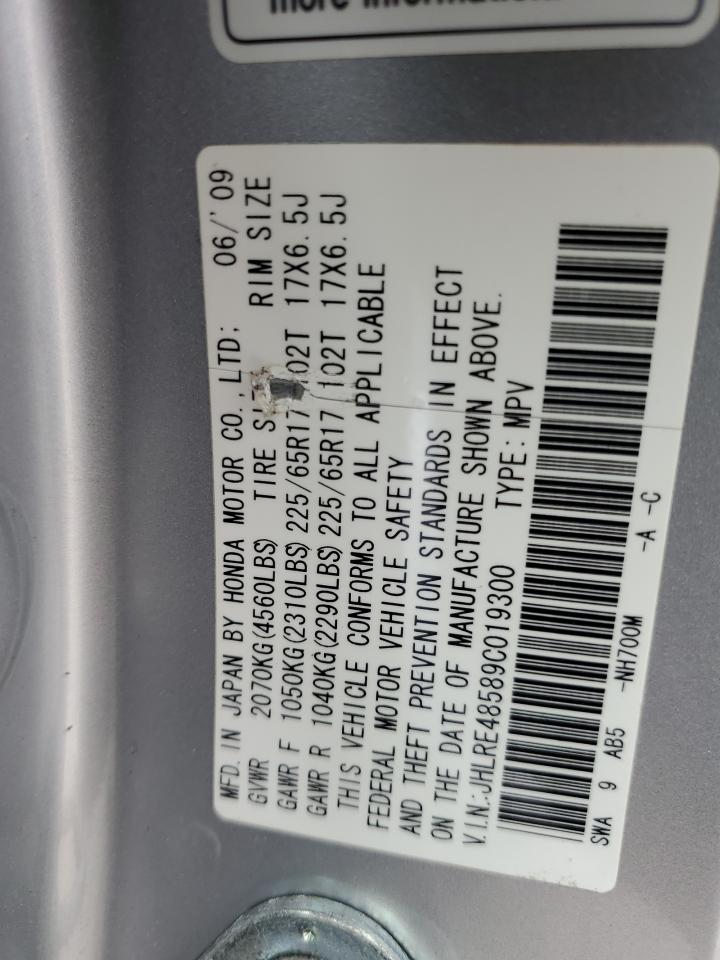 more information.
MFD. IN JAPAN BY HONDA MOTOR CO., LTD; 06/'09
GVWR 2070KG(4560LBS) TIRE RIM SIZE
GAWR F 1050KG(2310LBS) 225/65R17 102T 17X6.5J
GAWR R 1040KG(2290LBS) 225/65R17 102T 17X6.5J
THIS VEHICLE CONFORMS TO ALL APPLICABLE
FEDERAL MOTOR VEHICLE SAFETY
AND THEFT PREVENTION STANDARDS IN EFFECT
ON THE DATE OF MANUFACTURE SHOWN ABOVE.
V.I.N.:JHLRE48589C019300 TYPE: MPV
SWA 9 AB5 -NH700M -A -C